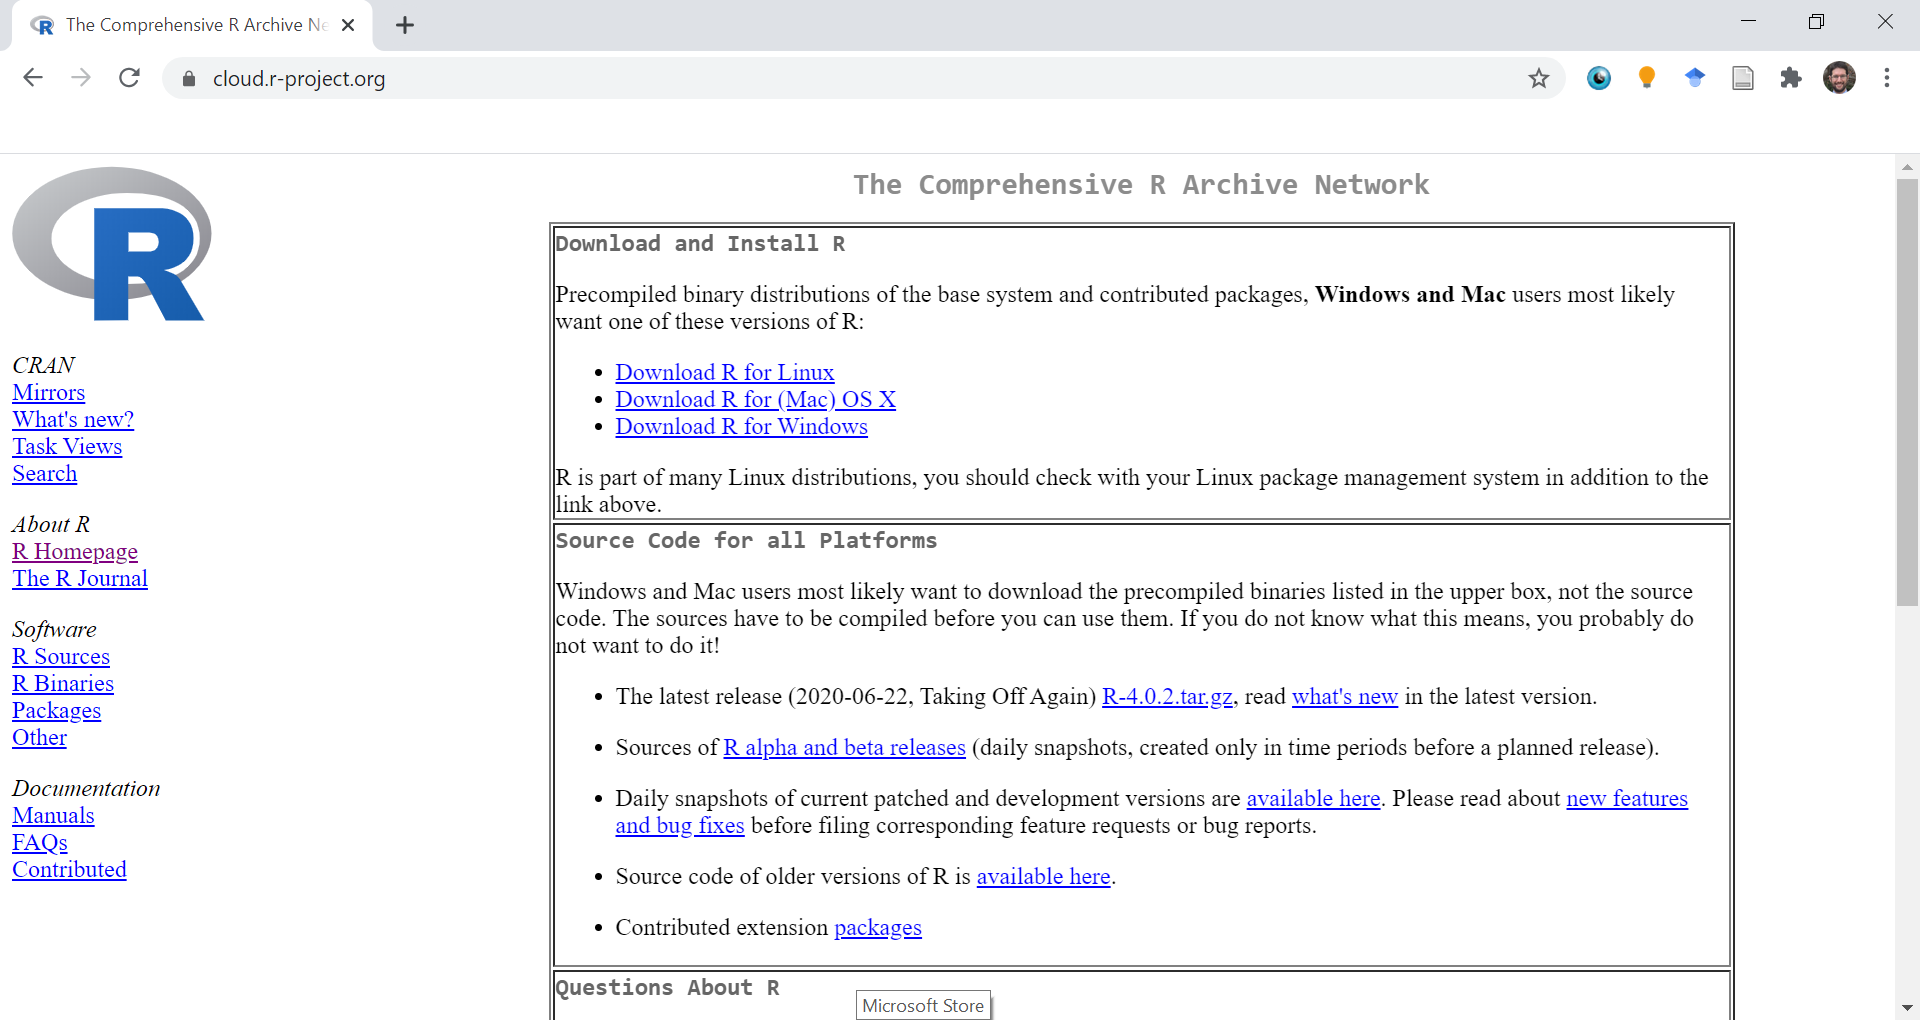 The Comprehensive R Archive Ne
cloud.r-project.org
R
CRAN
Mirrors
What's new?
Task Views
Search
About R
R Homepage
The R Journal
Software
R Sources
R Binaries
Packages
Other
Documentation
Manuals
FAQs
Contributed
The Comprehensive R Archive Network
Download and Install R
Precompiled binary distributions of the base system and contributed packages, Windows and Mac users most likely
want one of these versions of R:
• Download R for Linux
• Download R for (Mac) OS X
• Download R for Windows
R is part of many Linux distributions, you should check with your Linux package management system in addition to the
link above.
Source Code for all Platforms
Windows and Mac users most likely want to download the precompiled binaries listed in the upper box, not the source
code. The sources have to be compiled before you can use them. If you do not know what this means, you probably do
not want to do it!
• The latest release (2020-06-22, Taking Off Again) R-4.0.2.tar.gz, read what's new in the latest version.
• Sources of R alpha and beta releases (daily snapshots, created only in time periods before a planned release).
• Daily snapshots of current patched and development versions are available here. Please read about new features
and bug fixes before filing corresponding feature requests or bug reports.
• Source code of older versions of R is available here.
• Contributed extension packages
Questions About R
Microsoft Store